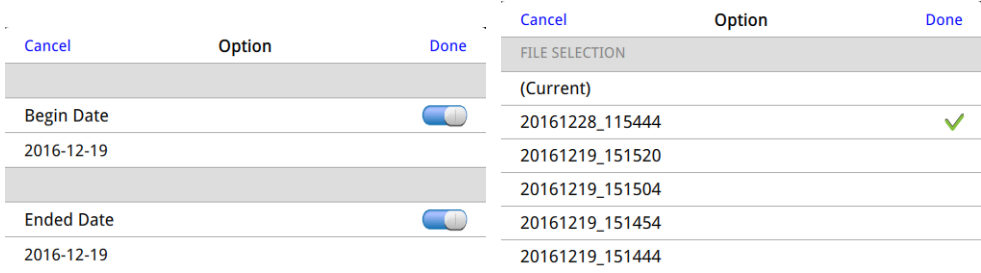 Cancel Option Done
Begin Date
2016-12-19
Ended Date
2016-12-19
Cancel Option Done
FILE SELECTION
(Current)
20161228_115444
20161219_151520
20161219_151504
20161219_151454
20161219_151444